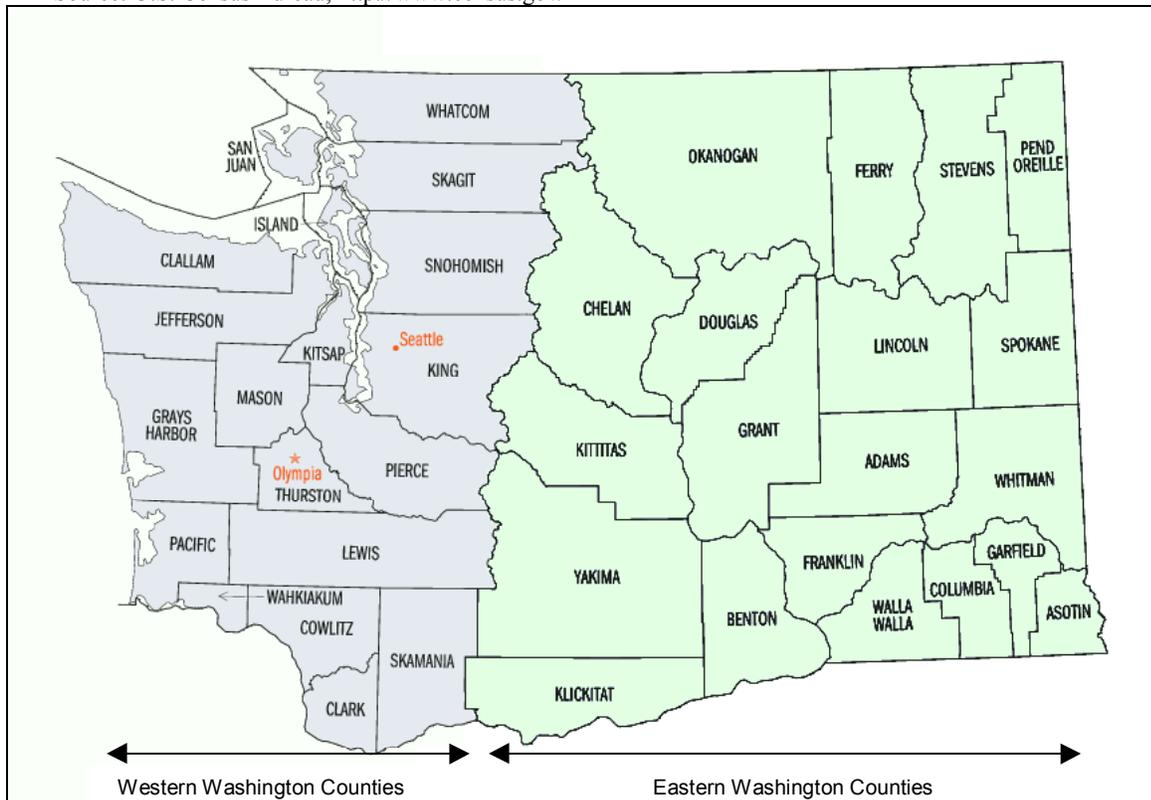 WHATCOM
SAN
JUAN
SKAGIT
ISLAND
CLALLAM
SNOHOMISH
JEFFERSON
KITSAP
Seattle
KING
MASON
GRAYS
HARBOR
Olympia
THURSTON
PIERCE
PACIFIC
LEWIS
WAHKIAKUM
COWLITZ
SKAMANIA
CLARK
OKANOGAN
FERRY
STEVENS
PEND
OREILLE
CHELAN
DOUGLAS
LINCOLN
SPOKANE
KITTITAS
GRANT
ADAMS
WHITMAN
YAKIMA
BENTON
FRANKLIN
WALLA
WALLA
COLUMBIA
GARFIELD
ASOTIN
KLICKITAT
Western Washington Counties
Eastern Washington Counties